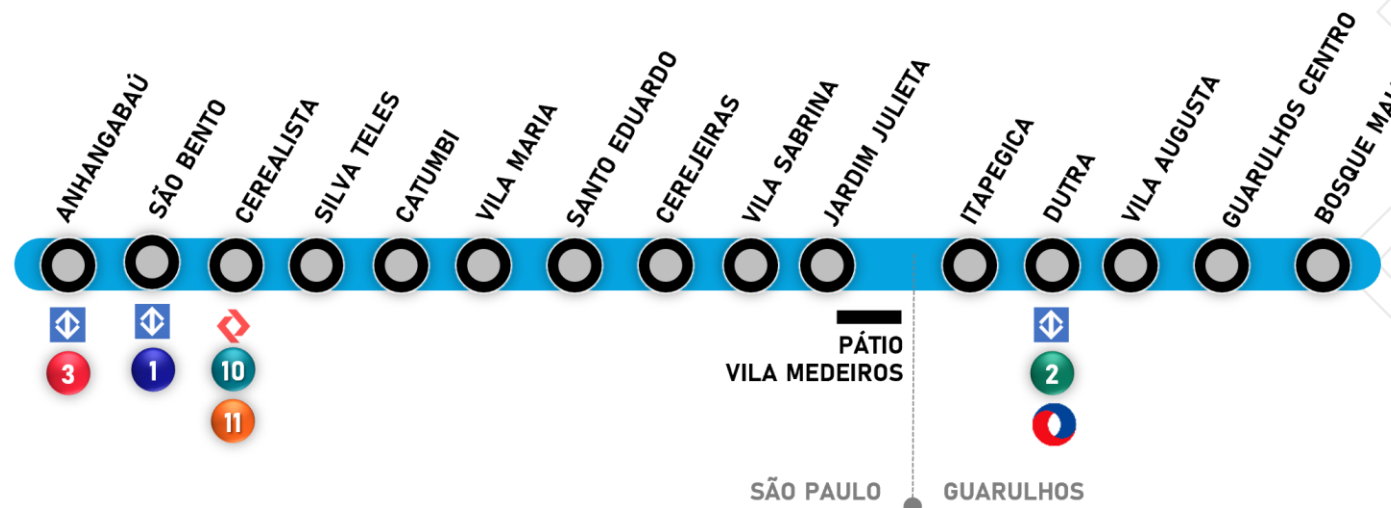 ANHANGABAÚ
SÃO BENTO
CEREALISTA
SILVA TELES
CATUMBI
VILA MARIA
SANTO EDUARDO
CEREJEIRAS
VILA SABRINA
JARDIM JULIETA
ITAPEGICA
DUTRA
VILA AUGUSTA
GUARULHOS CENTRO
BOSQUE
3
1
10
11
2
PÁTIO
VILA MEDEIROS
SÃO PAULO
GUARULHOS